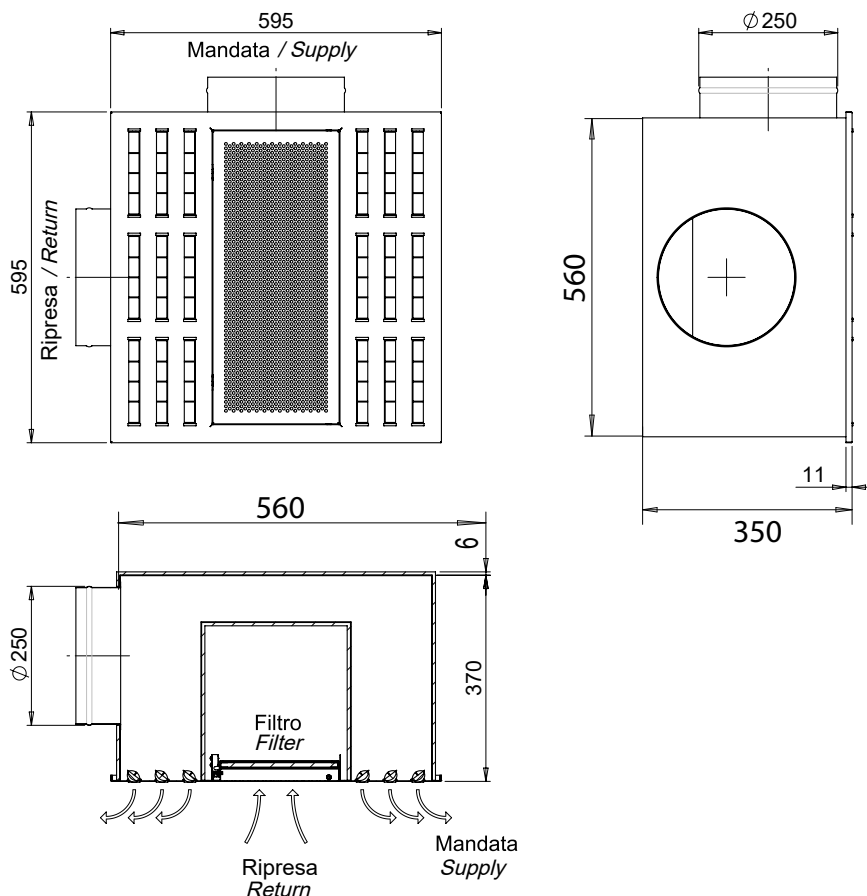 595
Mandata / Supply
Ø 250
595
Ripresa / Return
560
11
350
560
6
Ø 250
370
Filtro
Filter
Mandata
Supply
Ripresa
Return